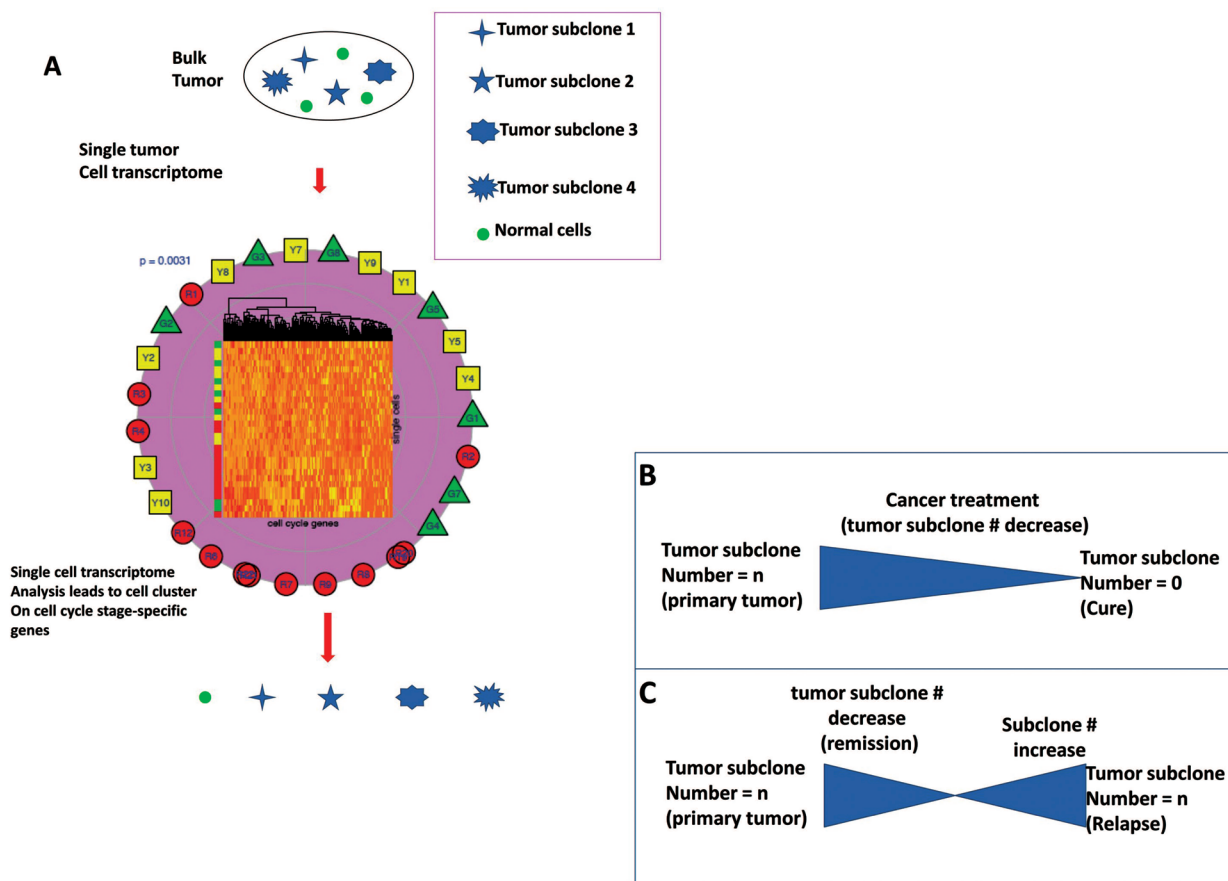 A
Bulk
Tumor
Tumor subclone 1
Tumor subclone 2
Tumor subclone 3
Tumor subclone 4
Normal cells
Single tumor
Cell transcriptome
p = 0.0031
Y7
G6
Y9
Y1
G5
Y5
Y4
G1
R2
G7
G4
R8
R9
R7
R6
R12
Y10
Y3
R4
R3
Y2
G2
R1
Y8
G3
single cells
cell cycle genes
Single cell transcriptome
Analysis leads to cell cluster
On cell cycle stage-specific
genes
B
Cancer treatment
(tumor subclone # decrease)
Tumor subclone
Number = n
(primary tumor)
Tumor subclone
Number = 0
(Cure)
C
tumor subclone #
decrease
(remission)
Subclone #
increase
Tumor subclone
Number = n
(primary tumor)
Tumor subclone
Number = n
(Relapse)